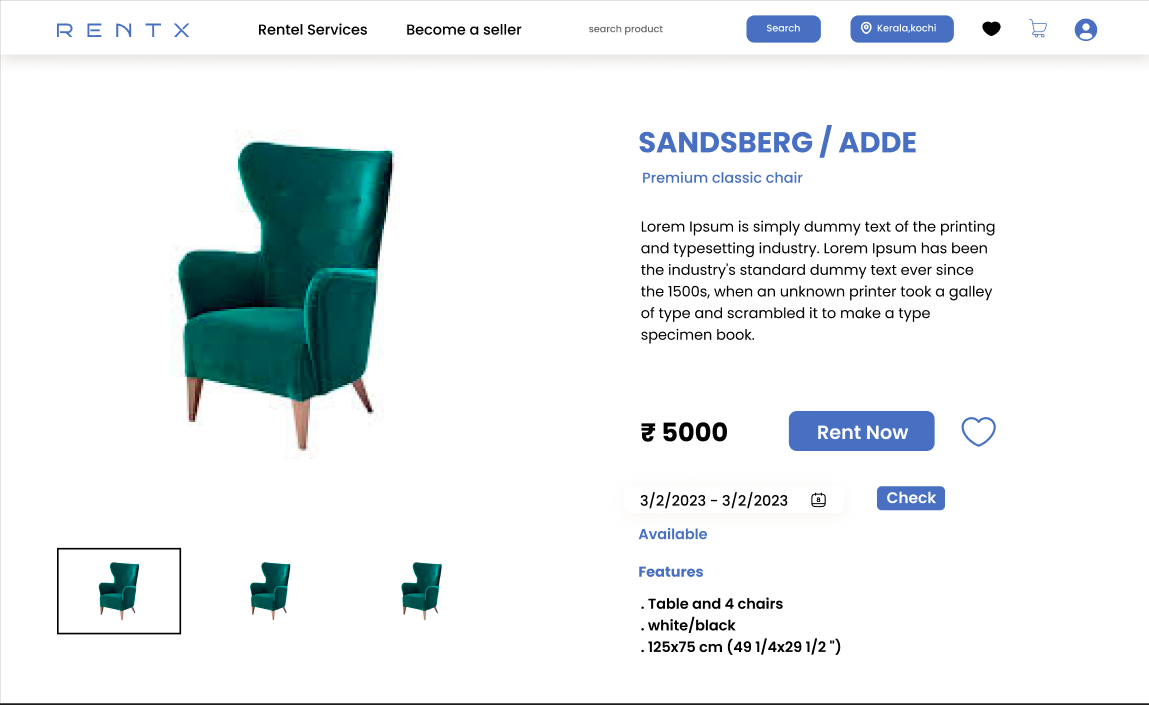 RENTX
Rentel Services
Become a seller
search product
Search
Kerala,kochi
SANDSBERG / ADDE
Premium classic chair
Lorem Ipsum is simply dummy text of the printing
and typesetting industry. Lorem Ipsum has been
the industry's standard dummy text ever since
the 1500s, when an unknown printer took a galley
of type and scrambled it to make a type
specimen book.
₹ 5000
Rent Now
3/2/2023 - 3/2/2023
8
Check
Available
Features
. Table and 4 chairs
. white/black
. 125x75 cm (49 1/4x29 1/2 ")